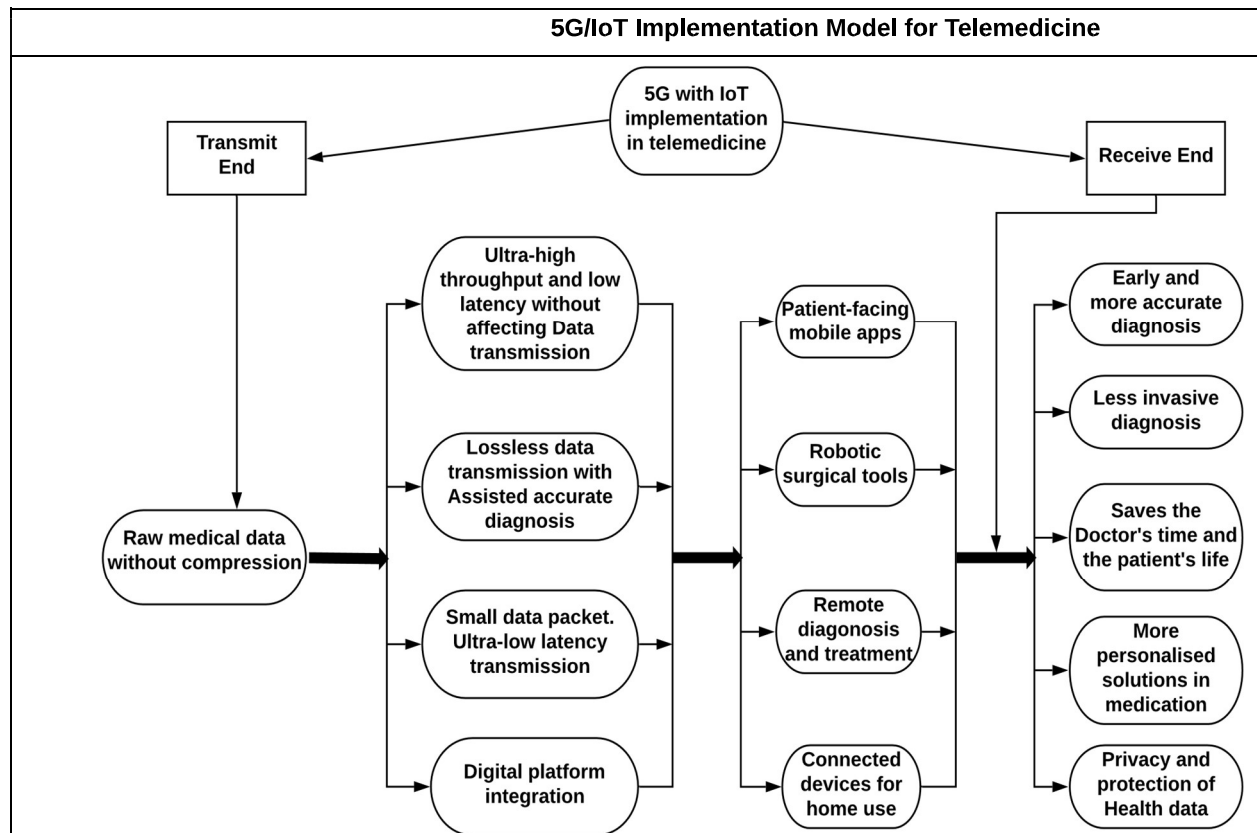 5G/IoT Implementation Model for Telemedicine
5G with IoT
implementation
in telemedicine
Transmit
End
Receive End
Raw medical data
without compression
Ultra-high
throughput and low
latency without
affecting Data
transmission
Lossless data
transmission with
Assisted accurate
diagnosis
Small data packet.
Ultra-low latency
transmission
Digital platform
integration
Patient-facing
mobile apps
Robotic
surgical tools
Remote
diagonosis
and treatment
Connected
devices for
home use
Early and
more accurate
diagnosis
Less invasive
diagnosis
Saves the
Doctor's time and
the patient's life
More
personalised
solutions in
medication
Privacy and
protection of
Health data